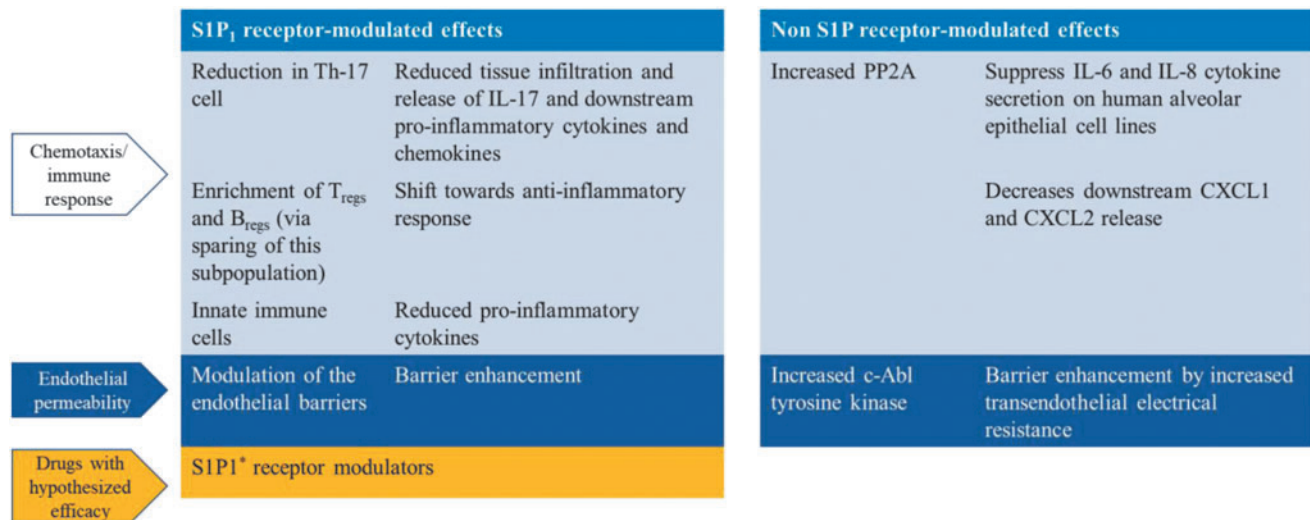 S1P1 receptor-modulated effects
Non S1P receptor-modulated effects
Chemotaxis/
immune
response
Reduction in Th-17
cell
Reduced tissue infiltration and
release of IL-17 and downstream
pro-inflammatory cytokines and
chemokines
Enrichment of Tregs
and Bregs (via
sparing of this
subpopulation)
Shift towards anti-inflammatory
response
Innate immune
cells
Reduced pro-inflammatory
cytokines
Increased PP2A
Suppress IL-6 and IL-8 cytokine
secretion on human alveolar
epithelial cell lines
Decreases downstream CXCL1
and CXCL2 release
Endothelial
permeability
Modulation of the
endothelial barriers
Barrier enhancement
Increased c-Abl
tyrosine kinase
Barrier enhancement by increased
transendothelial electrical
resistance
Drugs with
hypothesized
efficacy
S1P1* receptor modulators